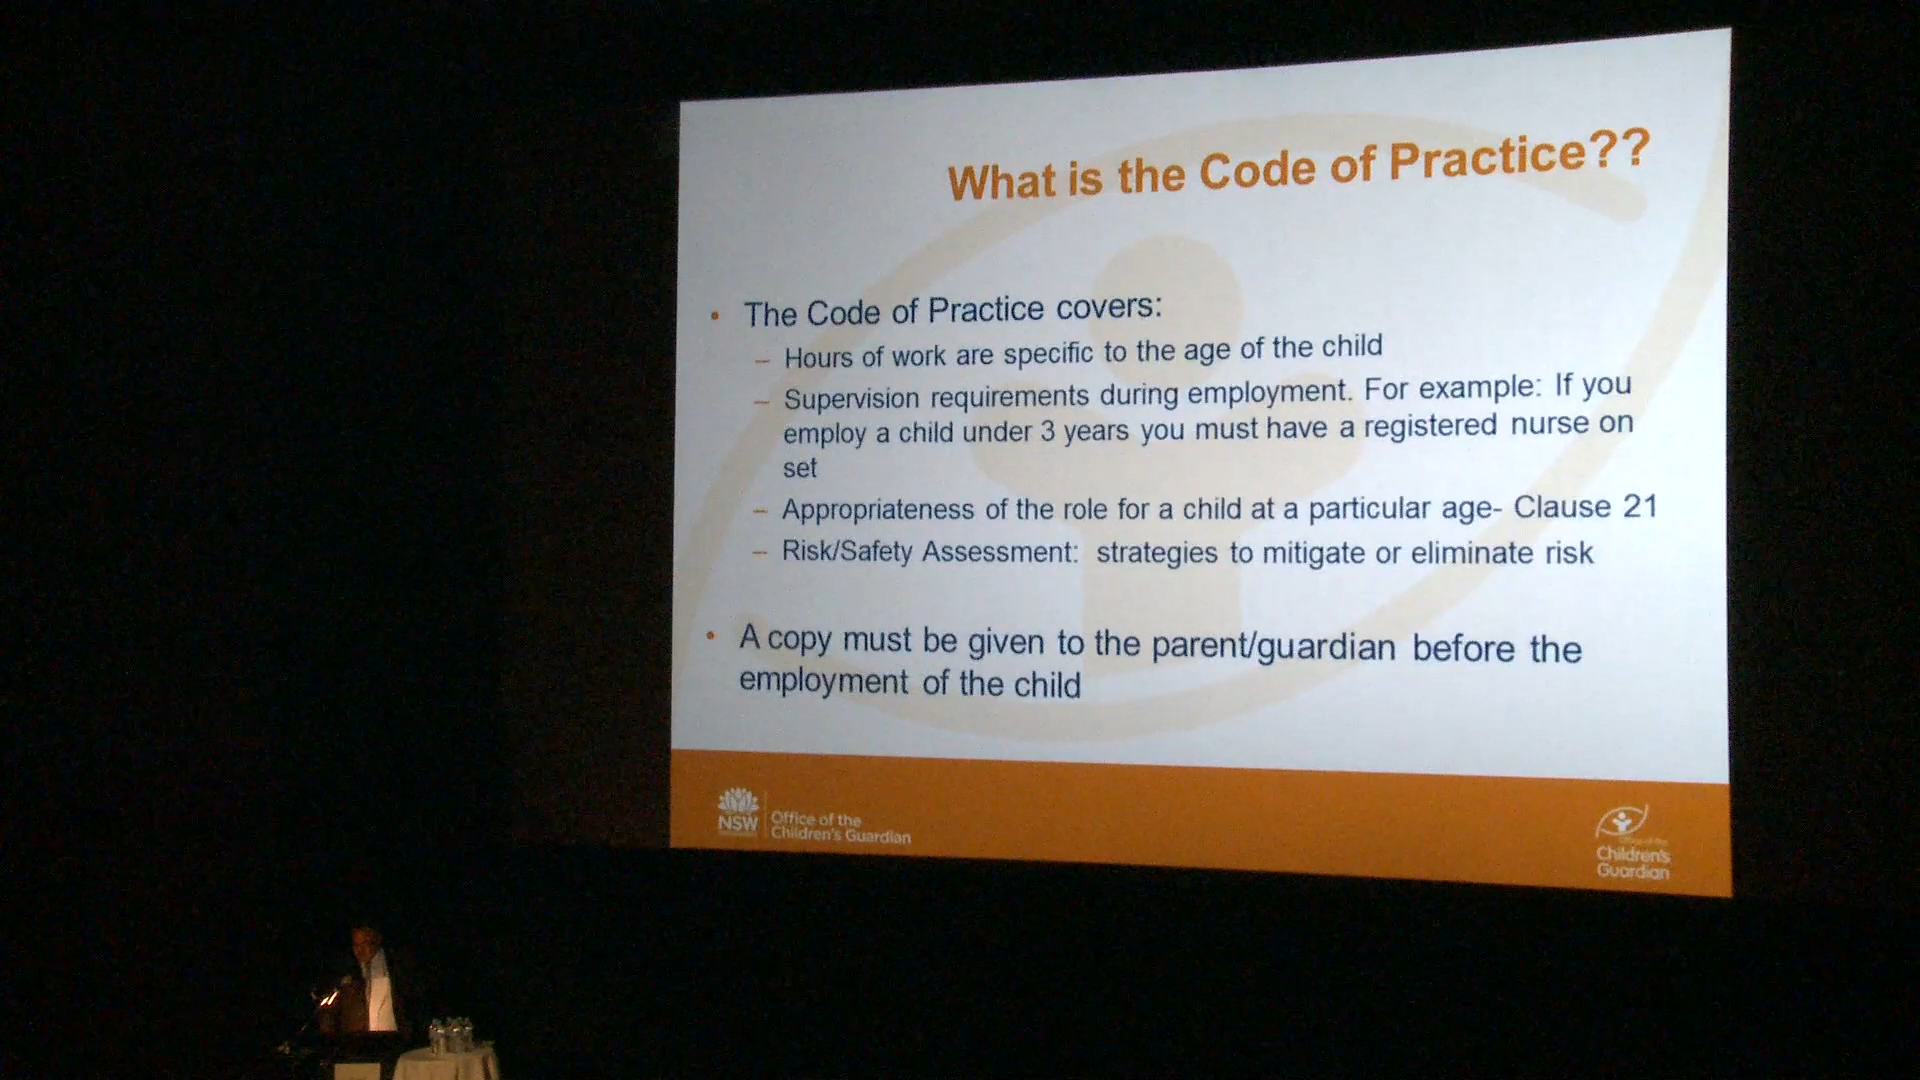 What is the Code of Practice??
• The Code of Practice covers:
– Hours of work are specific to the age of the child
– Supervision requirements during employment. For example: If you
employ a child under 3 years you must have a registered nurse on
set
– Appropriateness of the role for a child at a particular age- Clause 21
– Risk/Safety Assessment: strategies to mitigate or eliminate risk
• A copy must be given to the parent/guardian before the
employment of the child
NSW
Office of the
Children's Guardian
Office of the
Children's
Guardian